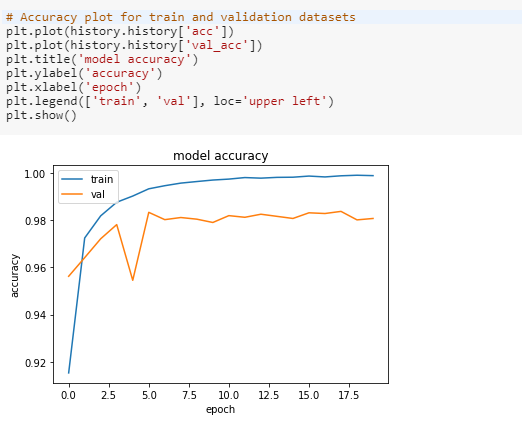 # Accuracy plot for train and validation datasets
plt.plot(history.history['acc'])
plt.plot(history.history['val_acc'])
plt.title('model accuracy')
plt.ylabel('accuracy')
plt.xlabel('epoch')
plt.legend(['train', 'val'], loc='upper left')
plt.show()
model accuracy
train
val
1.00
0.98
0.96
0.94
0.92
accuracy
0.0 2.5 5.0 7.5 10.0 12.5 15.0 17.5
epoch